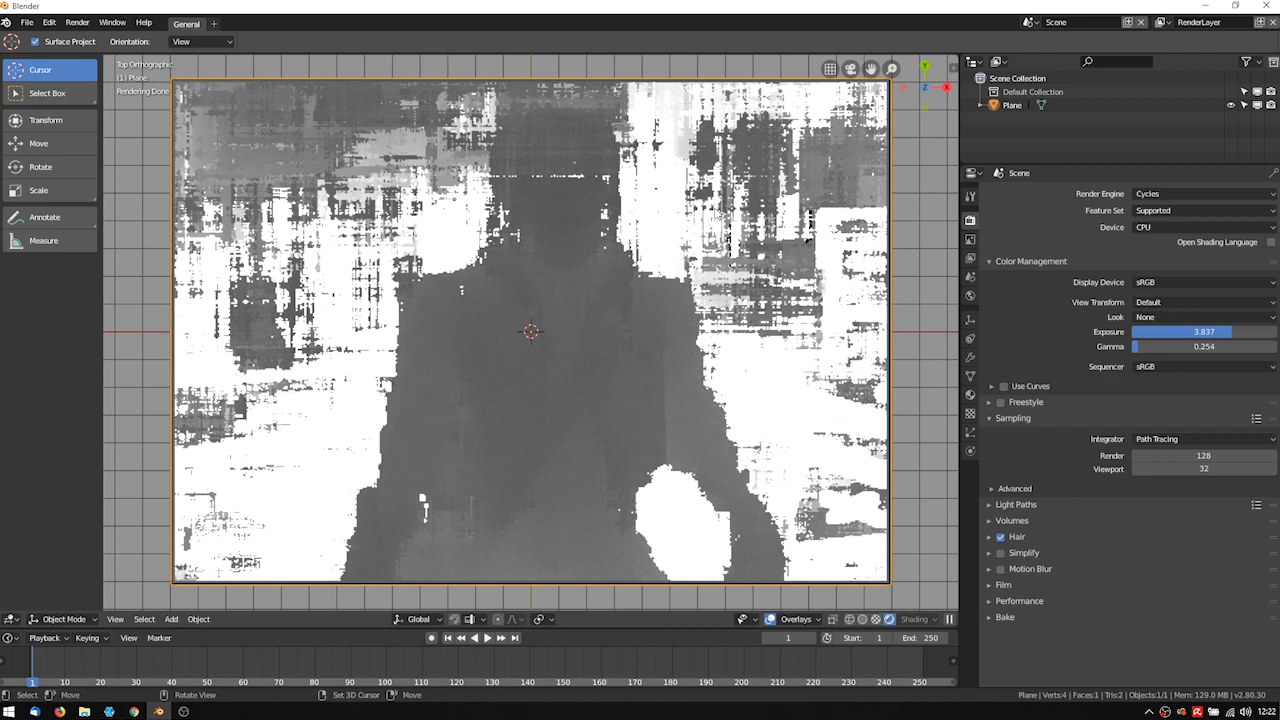 Blender
File Edit Render Window Help General + Scene RenderLayer
Surface Project Orientation: View
Cursor
Select Box
Transform
Move
Rotate
Scale
Annotate
Measure
Top Orthographic
(1) Plane
Rendering Done
Y
Z X
Scene Collection
Default Collection
Plane
Scene
Render Engine Cycles
Feature Set Supported
Device CPU
Open Shading Language
Color Management
Display Device sRGB
View Transform Default
Look None
Exposure 3.837
Gamma 0.254
Sequencer sRGB
Use Curves
Freestyle
Sampling
Integrator Path Tracing
Render 128
Viewport 32
Advanced
Light Paths
Volumes
Hair
Simplify
Motion Blur
Film
Performance
Bake
Object Mode View Select Add Object Global Overlays Shading
Playback Keying View Marker 1 Start: 1 End: 250
1 10 20 30 40 50 60 70 80 90 100 110 120 130 140 150 160 170 180 190 200 210 220 230 240 250
Select Move Rotate View Set 3D Cursor Move Plane | Verts:4 | Faces:1 | Tris:2 | Objects:1/1 | Mem: 129.0 MB | v2.80.30
12:22